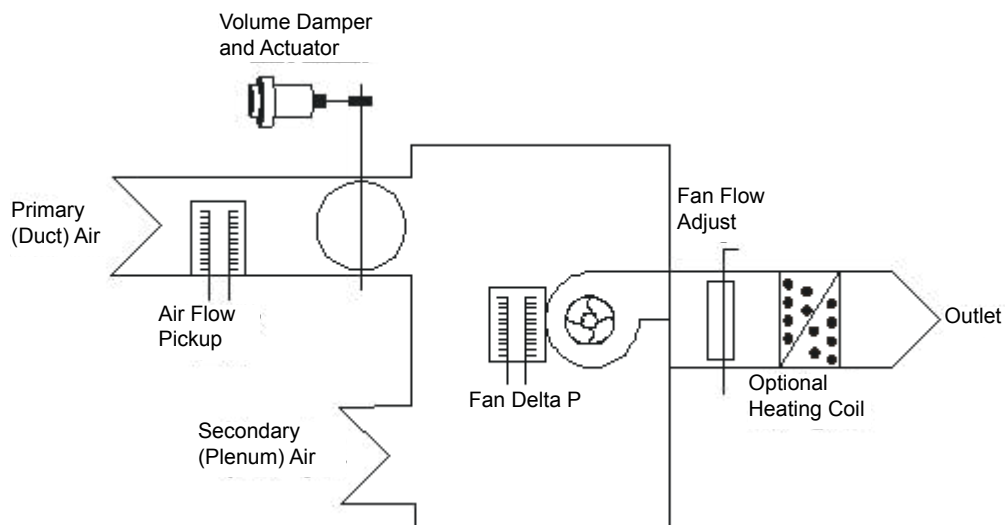 Volume Damper
and Actuator
Primary
(Duct) Air
Fan Flow
Adjust
Air Flow
Pickup
Outlet
Fan Delta P
Optional
Heating Coil
Secondary
(Plenum) Air